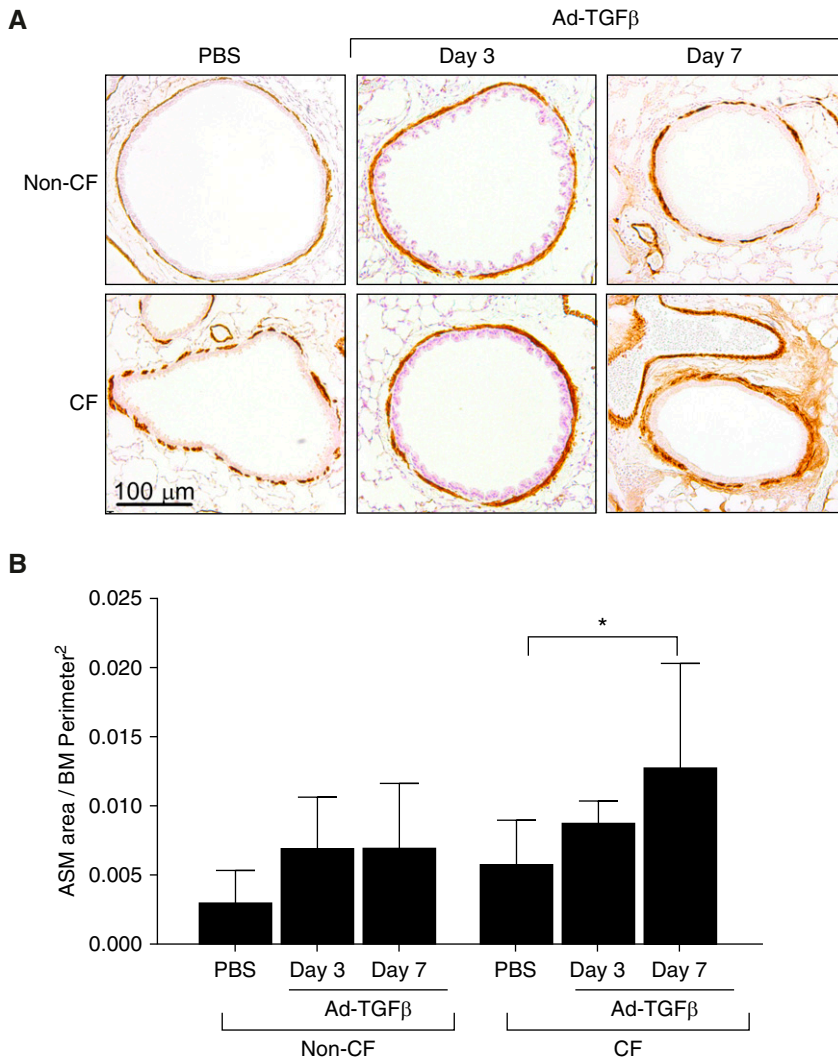 A
Ad-TGFβ
PBS
Day 3
Day 7
Non-CF
CF
100 μm
B
ASM area / BM Perimeter²
0.025
0.020
0.015
0.010
0.005
0.000
*
PBS
Day 3
Day 7
PBS
Day 3
Day 7
Ad-TGFβ
Ad-TGFβ
Non-CF
CF